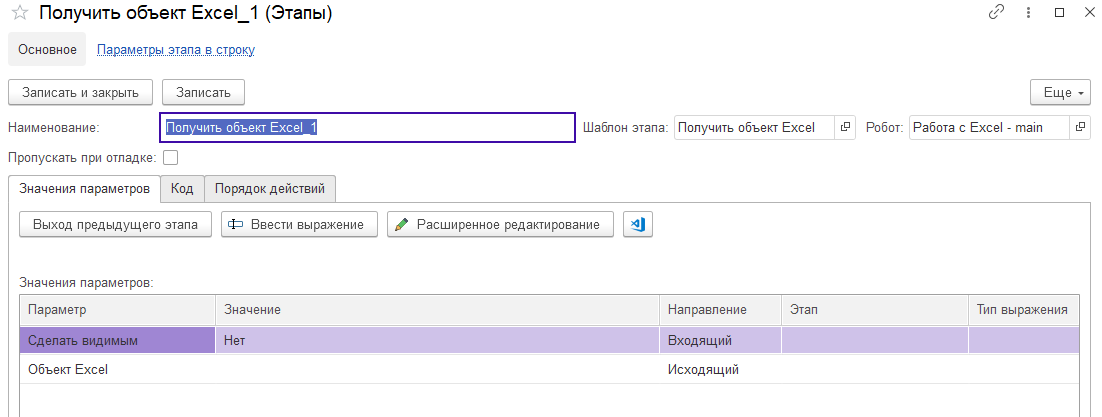 Получить объект Excel_1 (Этапы)
Основное Параметры этапа в строку
Записать и закрыть Записать Еще
Наименование: Получить объект Excel_1 Шаблон этапа: Получить объект Excel Робот: Работа с Excel - main
Пропускать при отладке:
Значения параметров Код Порядок действий
Выход предыдущего этапа Ввести выражение Расширенное редактирование
Значения параметров:
Параметр Значение Направление Этап Тип выражения
Сделать видимым Нет Входящий
Объект Excel Исходящий